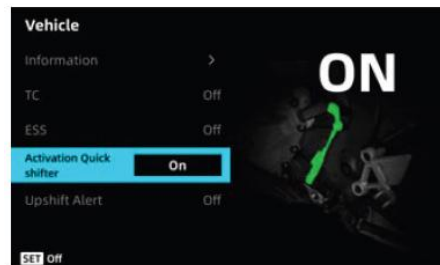 Vehicle
Information >
ON
TC Off
ESS Off
Activation Quick
shifter On
Upshift Alert Off
SET Off